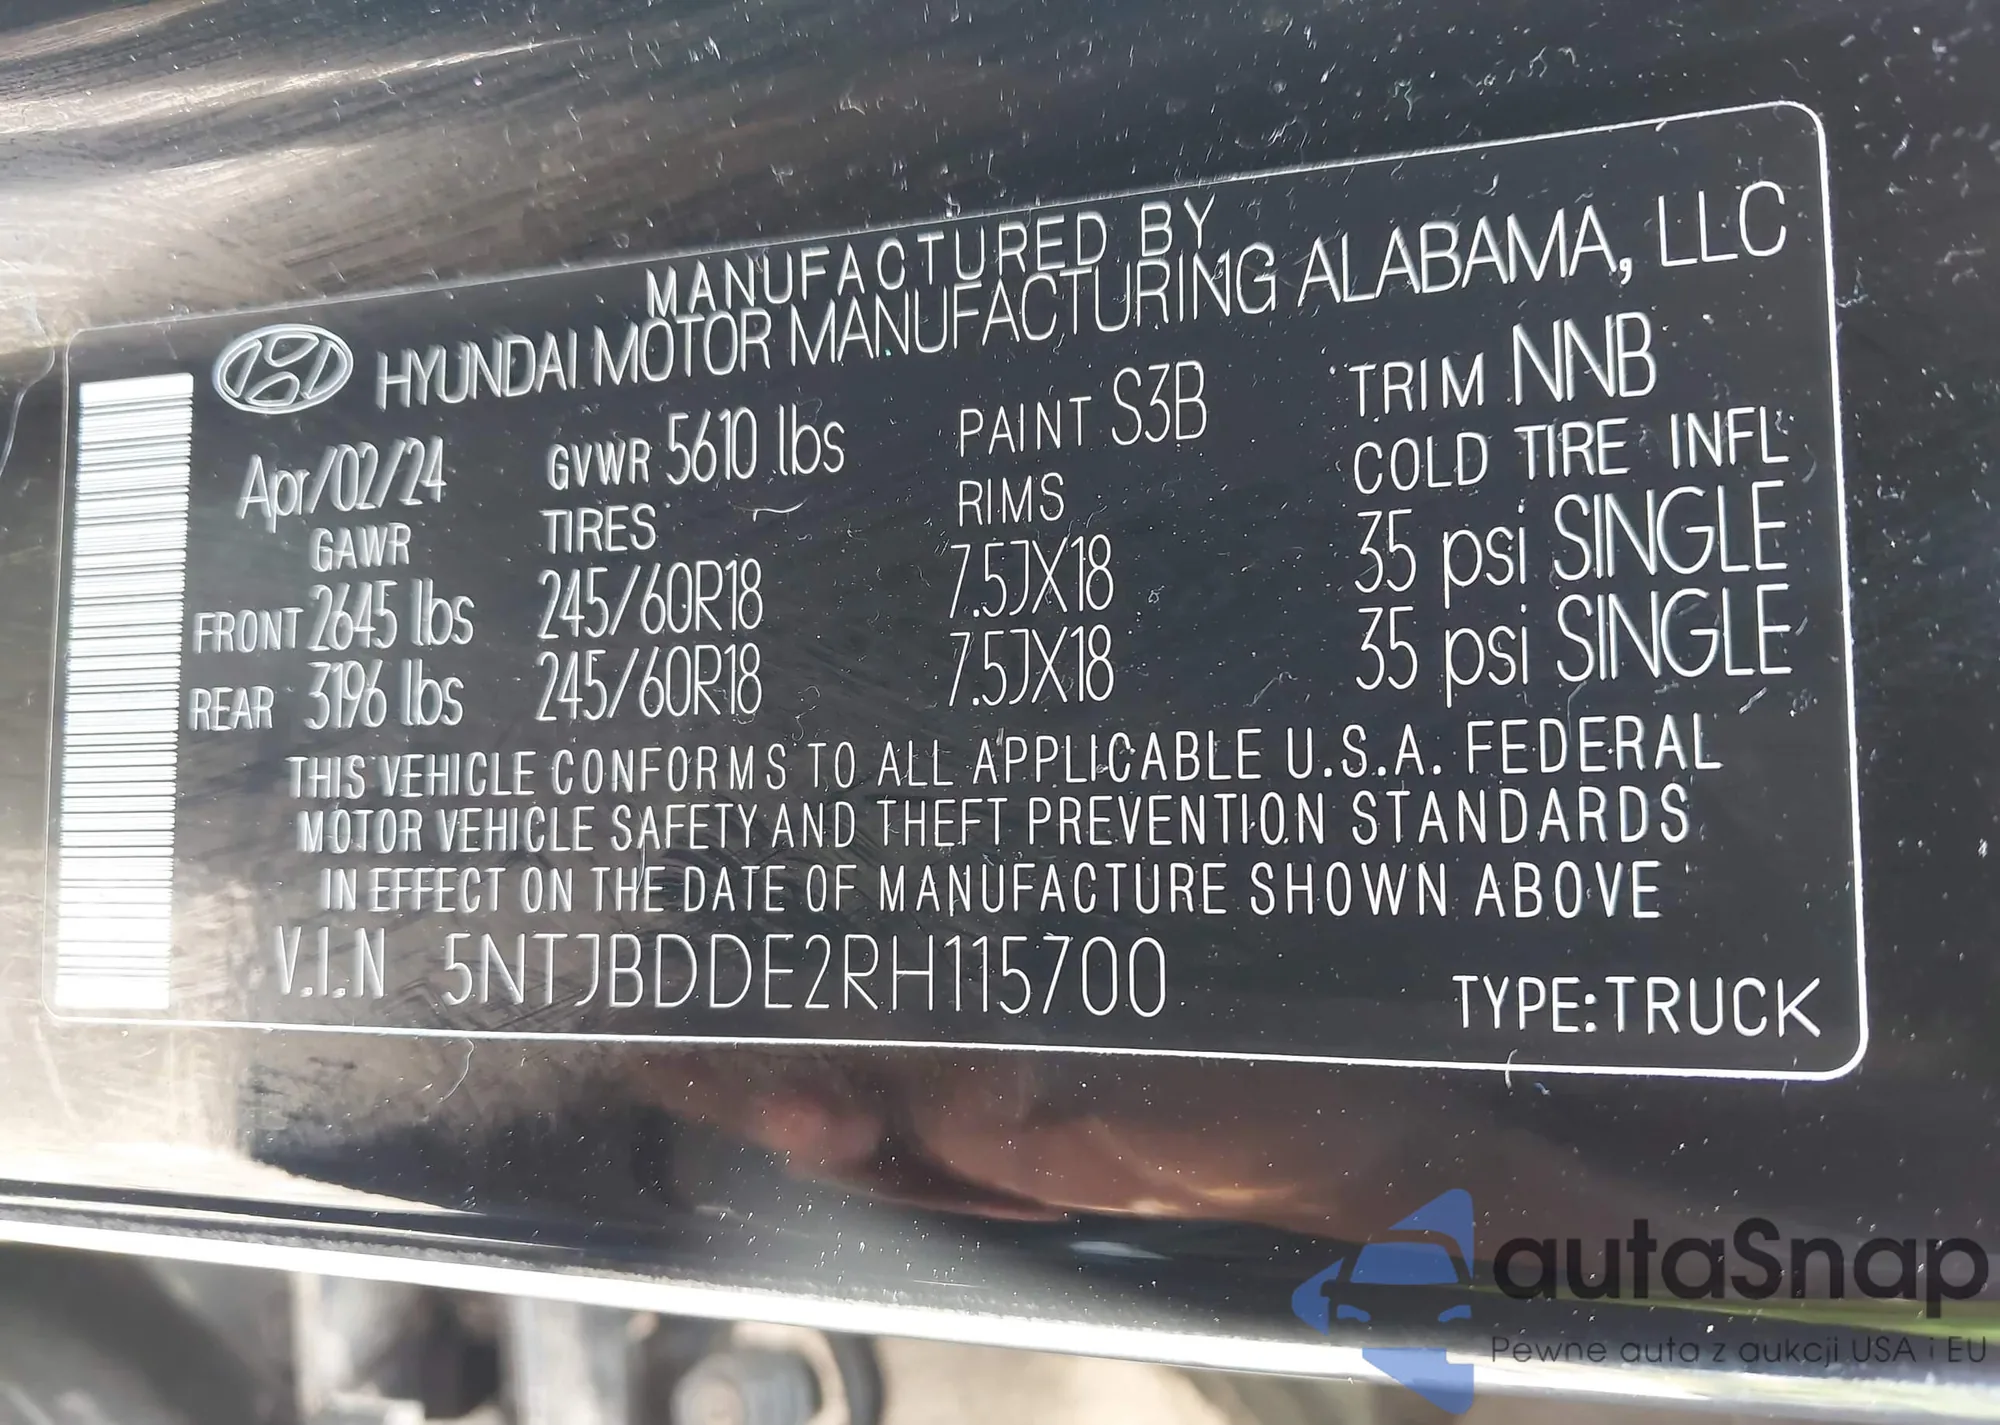 MANUFACTURED BY
HYUNDAI MOTOR MANUFACTURING ALABAMA, LLC
Apr/02/24 GVWR 5610 lbs PAINT S3B TRIM NNB
GAWR TIRES RIMS COLD TIRE INFL
FRONT 2645 lbs 245/60R18 7.5JX18 35 psi SINGLE
REAR 3196 lbs 245/60R18 7.5JX18 35 psi SINGLE
THIS VEHICLE CONFORMS TO ALL APPLICABLE U.S.A. FEDERAL
MOTOR VEHICLE SAFETY AND THEFT PREVENTION STANDARDS
IN EFFECT ON THE DATE OF MANUFACTURE SHOWN ABOVE
V.I.N 5NTJBDDE2RH115700 TYPE:TRUCK
autaSnap
Pewne auta z aukcji USA i EU